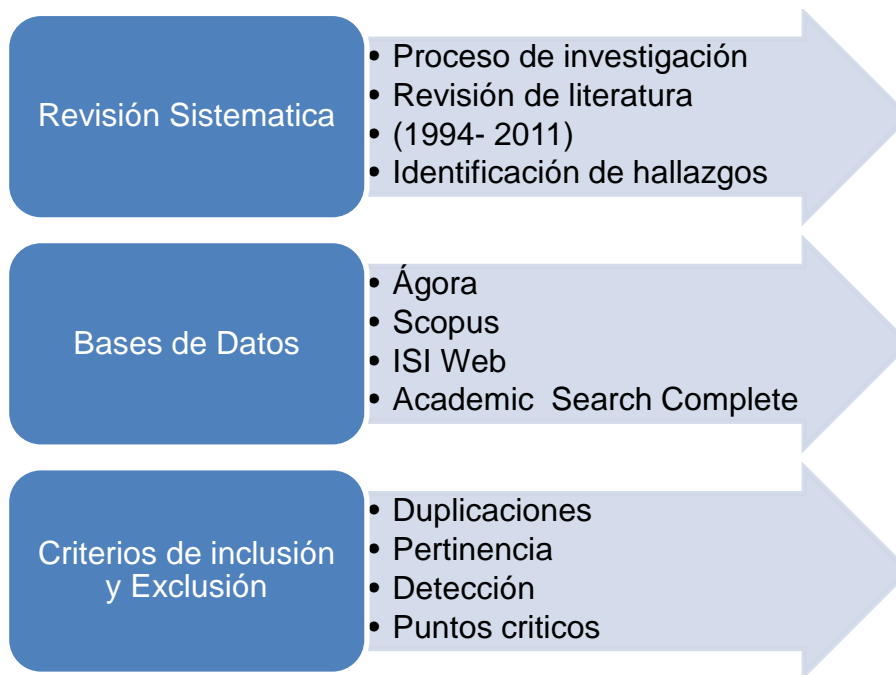 Revisión Sistematica
• Proceso de investigación
• Revisión de literatura
• (1994- 2011)
• Identificación de hallazgos
Bases de Datos
• Ágora
• Scopus
• ISI Web
• Academic  Search Complete
Criterios de inclusión
y Exclusión
• Duplicaciones
• Pertinencia
• Detección
• Puntos criticos